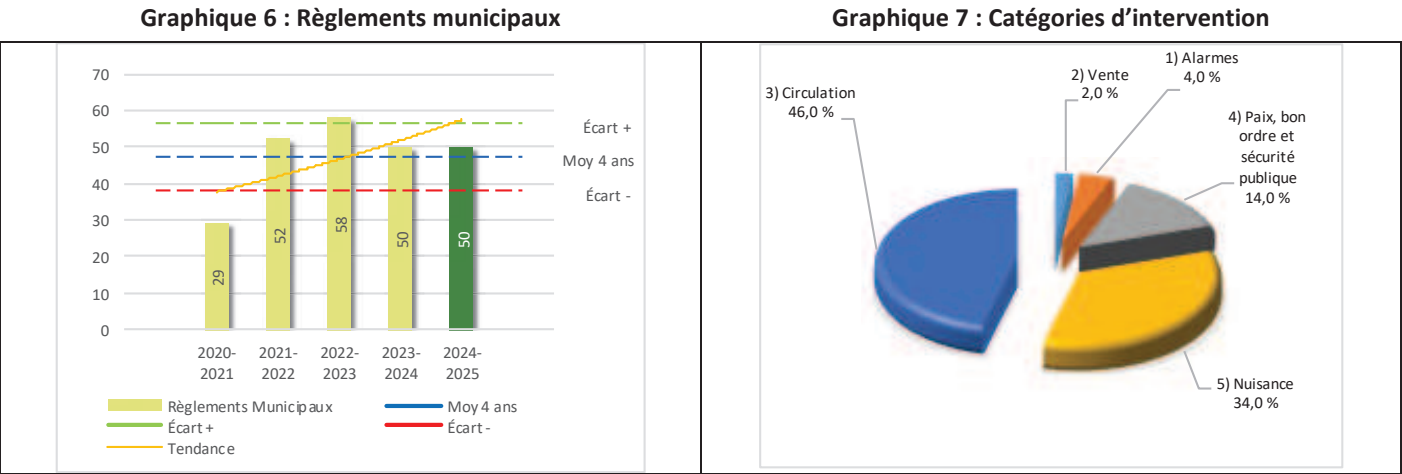 Graphique 6 : Règlements municipaux
70
60
50
40
30
20
10
0
29
52
58
50
50
Écart +
Moy 4 ans
Écart -
2020-
2021
2021-
2022
2022-
2023
2023-
2024
2024-
2025
Règlements Municipaux
Moy 4 ans
Écart +
Écart -
Tendance
Graphique 7 : Catégories d’intervention
1) Alarmes
4,0 %
2) Vente
2,0 %
3) Circulation
46,0 %
4) Paix, bon
ordre et
sécurité
publique
14,0 %
5) Nuisance
34,0 %